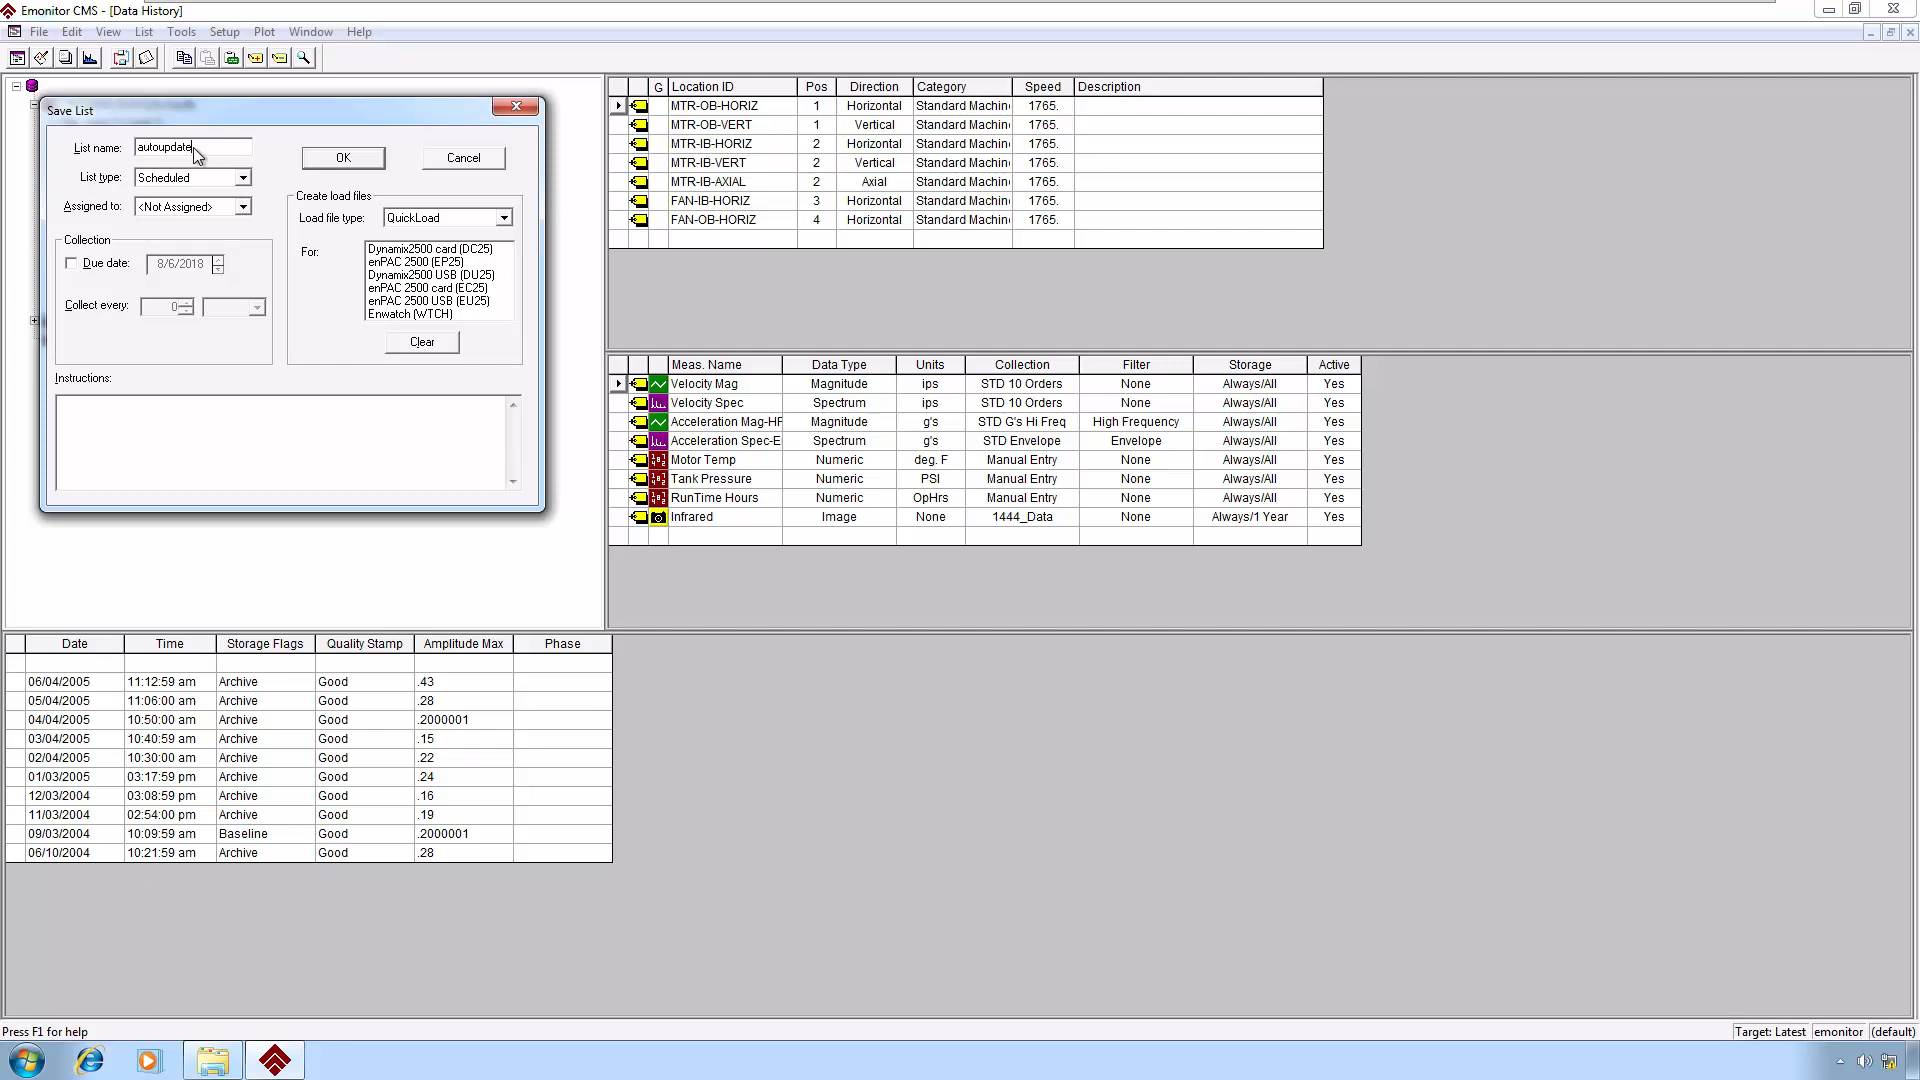 Emonitor CMS - [Data History]
File Edit View List Tools Setup Plot Window Help
Save List
List name: autoupdate
OK
Cancel
List type: Scheduled
Assigned to: <Not Assigned>
Create load files
Load file type: QuickLoad
Collection
Due date: 8/6/2018
Collect every: 0
For:
Dynamix2500 card (DC25)
enPAC 2500 (EP25)
Dynamix2500 USB (DU25)
enPAC 2500 card (EC25)
enPAC 2500 USB (EU25)
Enwatch (WTCH)
Clear
Instructions:
G Location ID Pos Direction Category Speed Description
MTR-OB-HORIZ 1 Horizontal Standard Machin 1765.
MTR-OB-VERT 1 Vertical Standard Machin 1765.
MTR-IB-HORIZ 2 Horizontal Standard Machin 1765.
MTR-IB-VERT 2 Vertical Standard Machin 1765.
MTR-IB-AXIAL 2 Axial Standard Machin 1765.
FAN-IB-HORIZ 3 Horizontal Standard Machin 1765.
FAN-OB-HORIZ 4 Horizontal Standard Machin 1765.
Meas. Name Data Type Units Collection Filter Storage Active
Velocity Mag Magnitude ips STD 10 Orders None Always/All Yes
Velocity Spec Spectrum ips STD 10 Orders None Always/All Yes
Acceleration Mag-HF Magnitude g's STD G's Hi Freq High Frequency Always/All Yes
Acceleration Spec-E Spectrum g's STD Envelope Envelope Always/All Yes
Motor Temp Numeric deg. F Manual Entry None Always/All Yes
Tank Pressure Numeric PSI Manual Entry None Always/All Yes
RunTime Hours Numeric OpHrs Manual Entry None Always/All Yes
Infrared Image None 1444_Data None Always/1 Year Yes
Date Time Storage Flags Quality Stamp Amplitude Max Phase
06/04/2005 11:12:59 am Archive Good .43
05/04/2005 11:06:00 am Archive Good .28
04/04/2005 10:50:00 am Archive Good .2000001
03/04/2005 10:40:59 am Archive Good .15
02/04/2005 10:30:00 am Archive Good .22
01/03/2005 03:17:59 pm Archive Good .24
12/03/2004 03:08:59 pm Archive Good .16
11/03/2004 02:54:00 pm Archive Good .19
09/03/2004 10:09:59 am Baseline Good .2000001
06/10/2004 10:21:59 am Archive Good .28
Press F1 for help
Target: Latest emonitor (default)